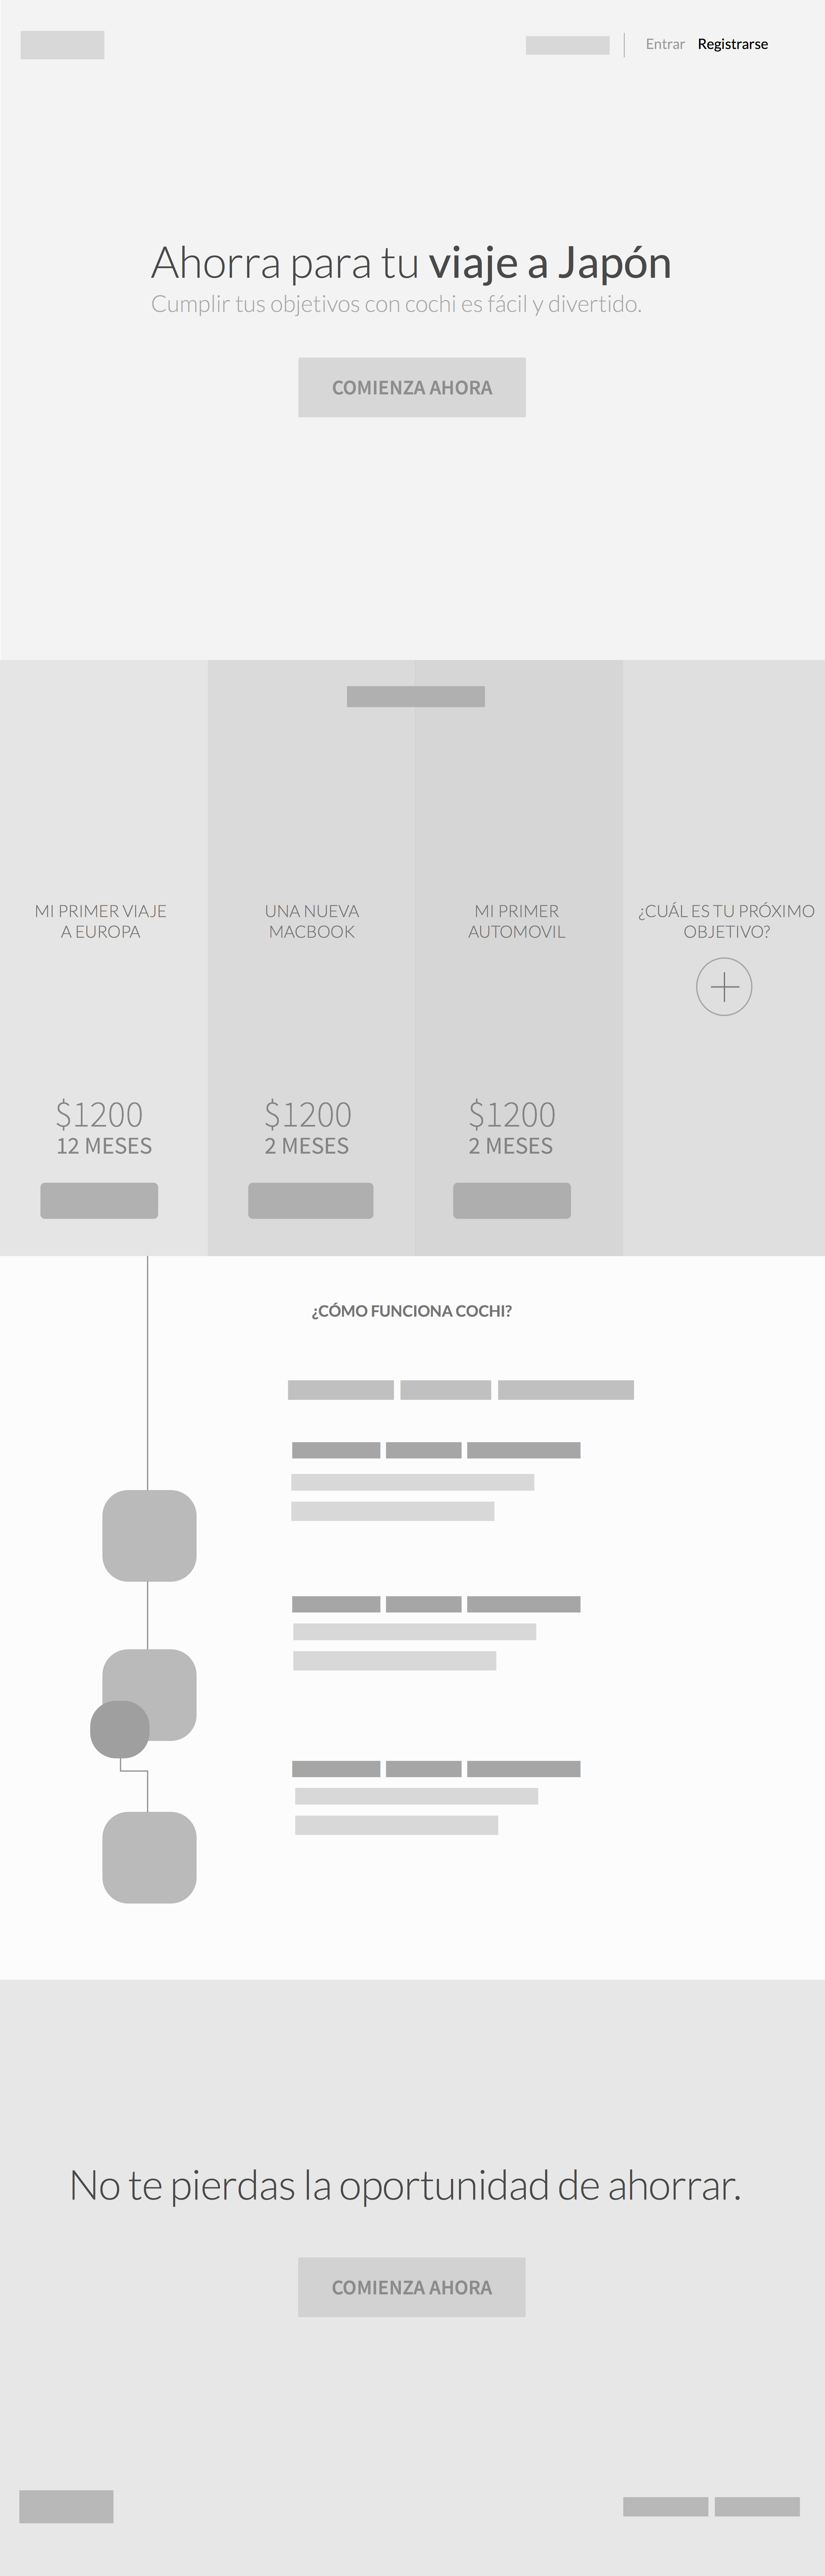 Entrar Registrarse
Ahorra para tu viaje a Japón
Cumplir tus objetivos con cochi es fácil y divertido.
COMIENZA AHORA
MI PRIMER VIAJE
A EUROPA
UNA NUEVA
MACBOOK
MI PRIMER
AUTOMOVIL
¿CUÁL ES TU PRÓXIMO
OBJETIVO?
$1200
12 MESES
$1200
2 MESES
$1200
2 MESES
¿CÓMO FUNCIONA COCHI?
No te pierdas la oportunidad de ahorrar.
COMIENZA AHORA